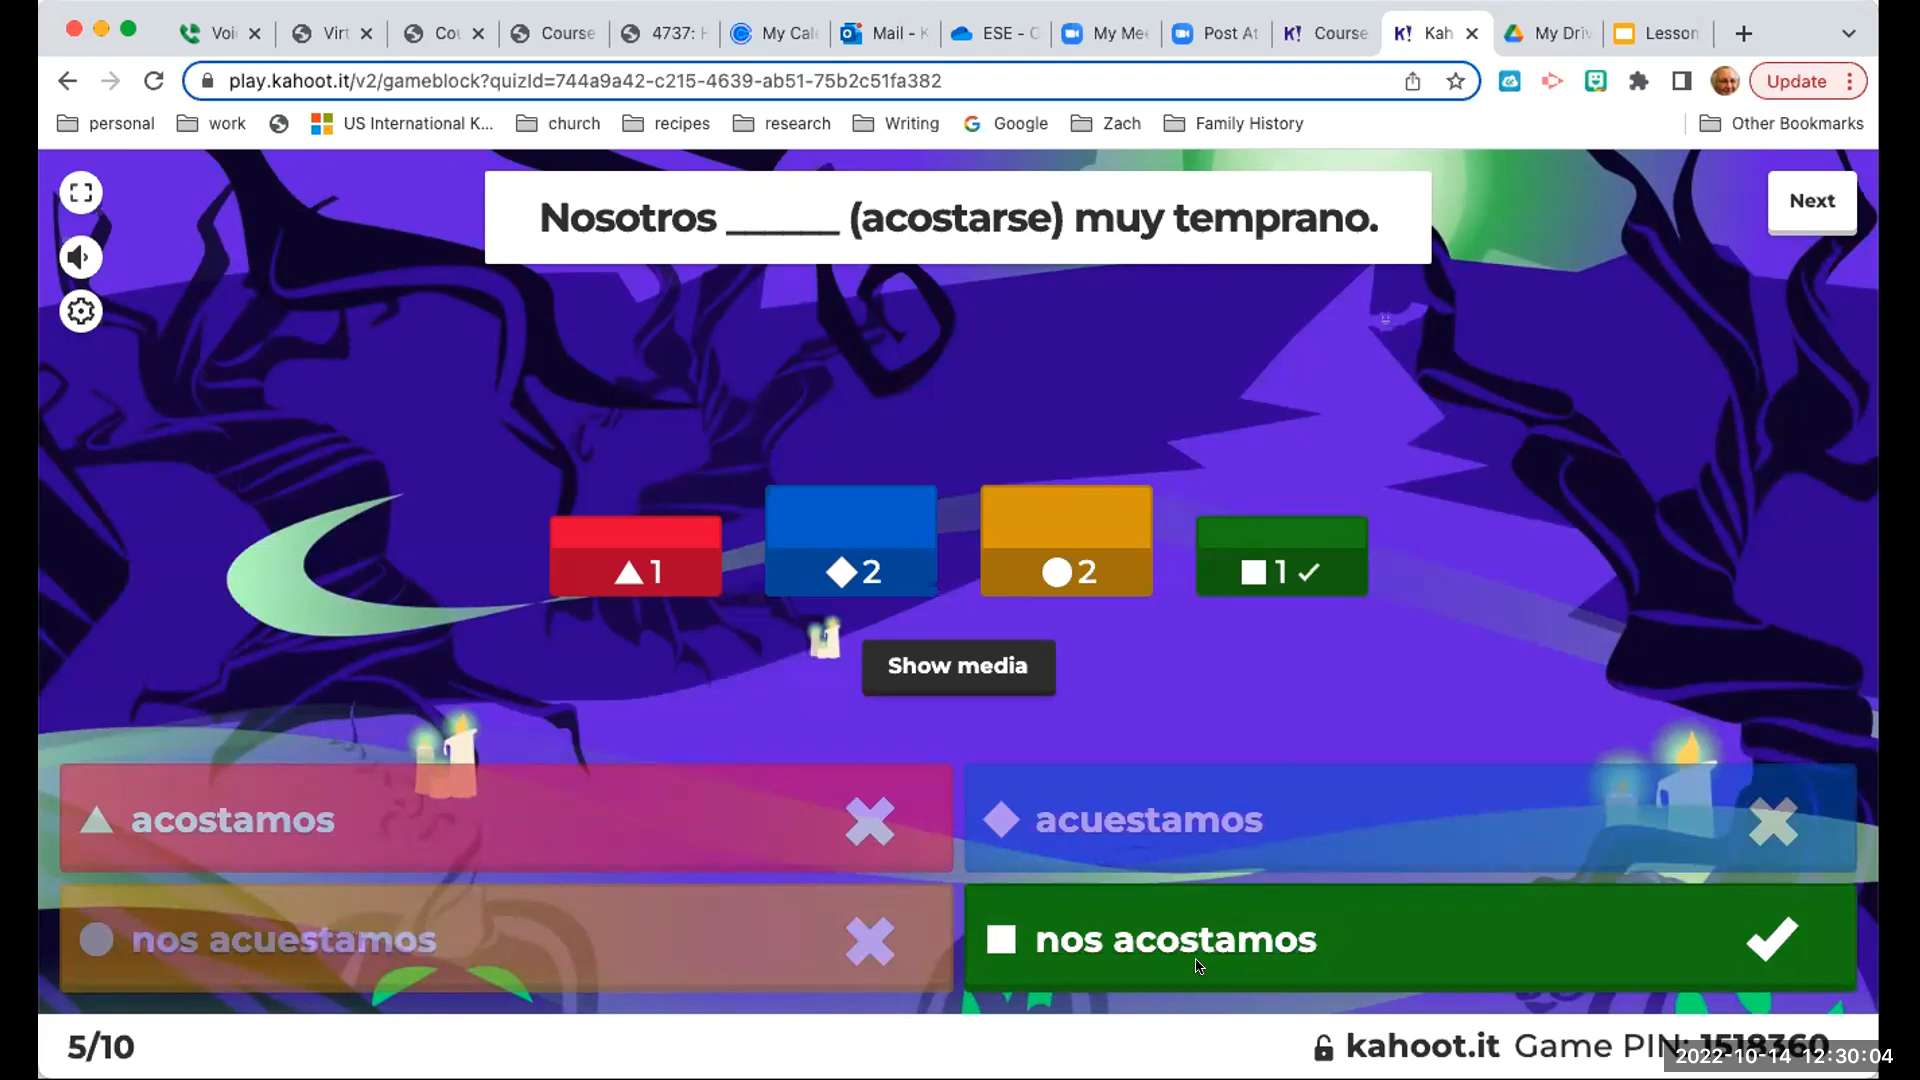 Voi
Virt
Cou
Course
4737: H
My Cal
Mail - K
ESE - O
My Mee
Post At
K! Course
K! Kah
My Driv
Lesson
play.kahoot.it/v2/gameblock?quizId=744a9a42-c215-4639-ab51-75b2c51fa382
Update
personal
work
US International K...
church
recipes
research
Writing
Google
Zach
Family History
Other Bookmarks
Nosotros ______ (acostarse) muy temprano.
Next
1
2
2
1
Show media
acostamos
acuestamos
nos acuestamos
nos acostamos
5/10
kahoot.it Game PIN: 1518360
2022-10-14 12:30:04